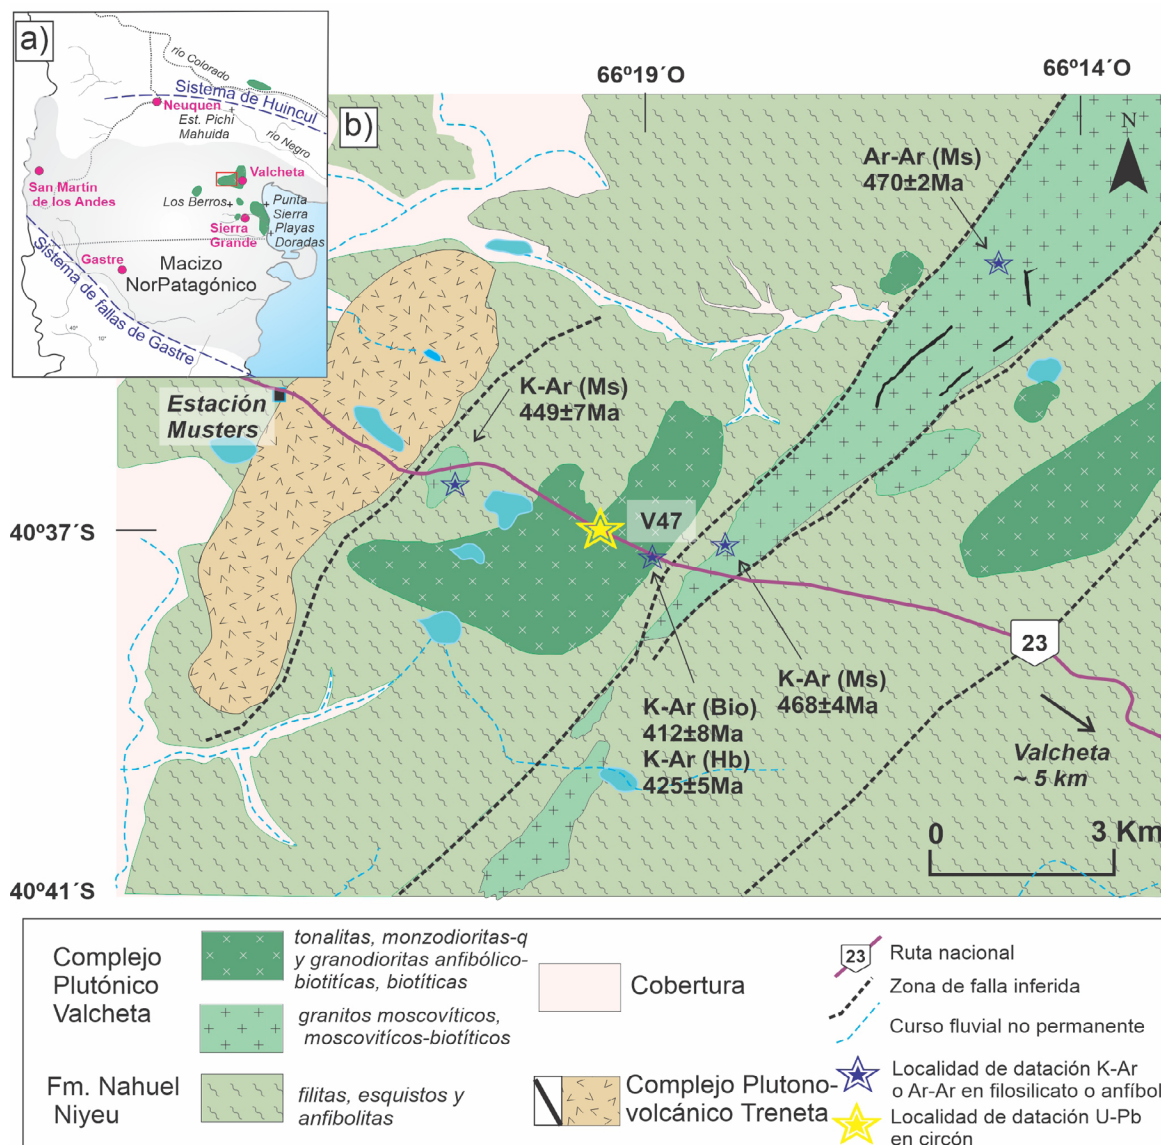 a)
río Colorado
Sistema de Huincul
Neuquen
Est. Pichi
Mahuida
río Negro
Valcheta
San Martín
de los Andes
Los Berros
Punta
Sierra
Playas
Doradas
Sierra
Grande
Gastre
Macizo
NorPatagónico
Sistema de fallas de Gastre
40°
10°
b)
66º19´O
66º14´O
N
Ar-Ar (Ms)
470±2Ma
K-Ar (Ms)
449±7Ma
Estación
Musters
40º37´S
V47
K-Ar (Ms)
468±4Ma
K-Ar (Bio)
412±8Ma
K-Ar (Hb)
425±5Ma
23
Valcheta
~ 5 km
0
3 Km
40º41´S
Complejo
Plutónico
Valcheta
tonalitas, monzodioritas-q
y granodioritas anfibólico-
biotitícas, biotíticas
granitos moscovíticos,
moscovitícos-biotíticos
Fm. Nahuel
Niyeu
filitas, esquistos y
anfibolitas
Cobertura
Complejo Plutono-
volcánico Treneta
23
Ruta nacional
Zona de falla inferida
Curso fluvial no permanente
Localidad de datación K-Ar
o Ar-Ar en filosilicato o anfíbol
Localidad de datación U-Pb
en circón